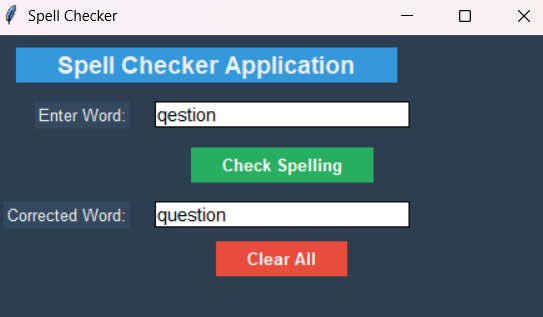 Spell Checker
Spell Checker Application
Enter Word: qestion
Check Spelling
Corrected Word: question
Clear All